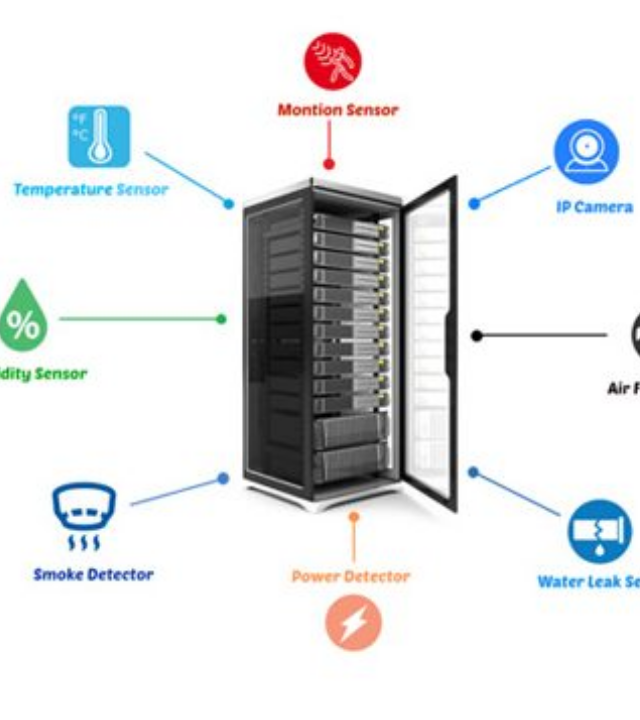 Montion Sensor
°F
°C
Temperature Sensor
IP Camera
%
dity Sensor
Air F
Smoke Detector
Power Detector
Water Leak Se